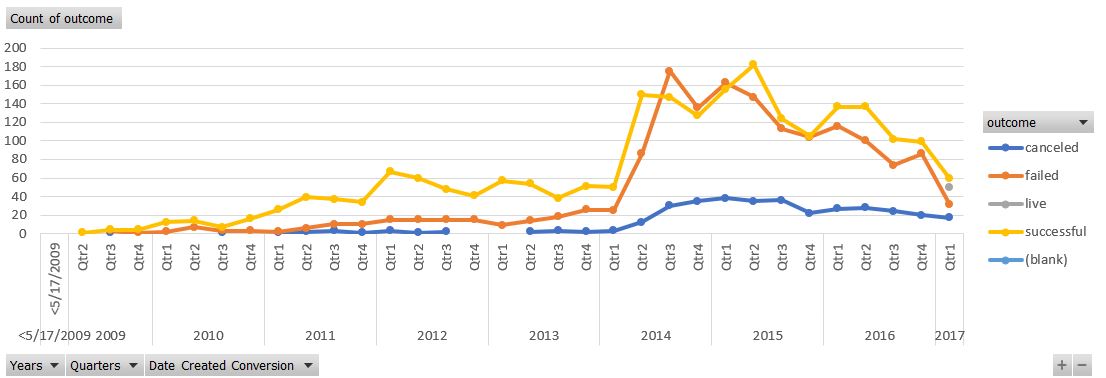 Count of outcome
200
180
160
140
120
100
80
60
40
20
0
<5/17/2009
Qtr2 Qtr3 Qtr4 Qtr1 Qtr2 Qtr3 Qtr4 Qtr1 Qtr2 Qtr3 Qtr4 Qtr1 Qtr2 Qtr3 Qtr4 Qtr1 Qtr2 Qtr3 Qtr4 Qtr1 Qtr2 Qtr3 Qtr4 Qtr1 Qtr2 Qtr3 Qtr4 Qtr1 Qtr2 Qtr3 Qtr4 Qtr1
<5/17/2009 2009 2010 2011 2012 2013 2014 2015 2016 2017
outcome
canceled
failed
live
successful
(blank)
Years Quarters Date Created Conversion
+ −